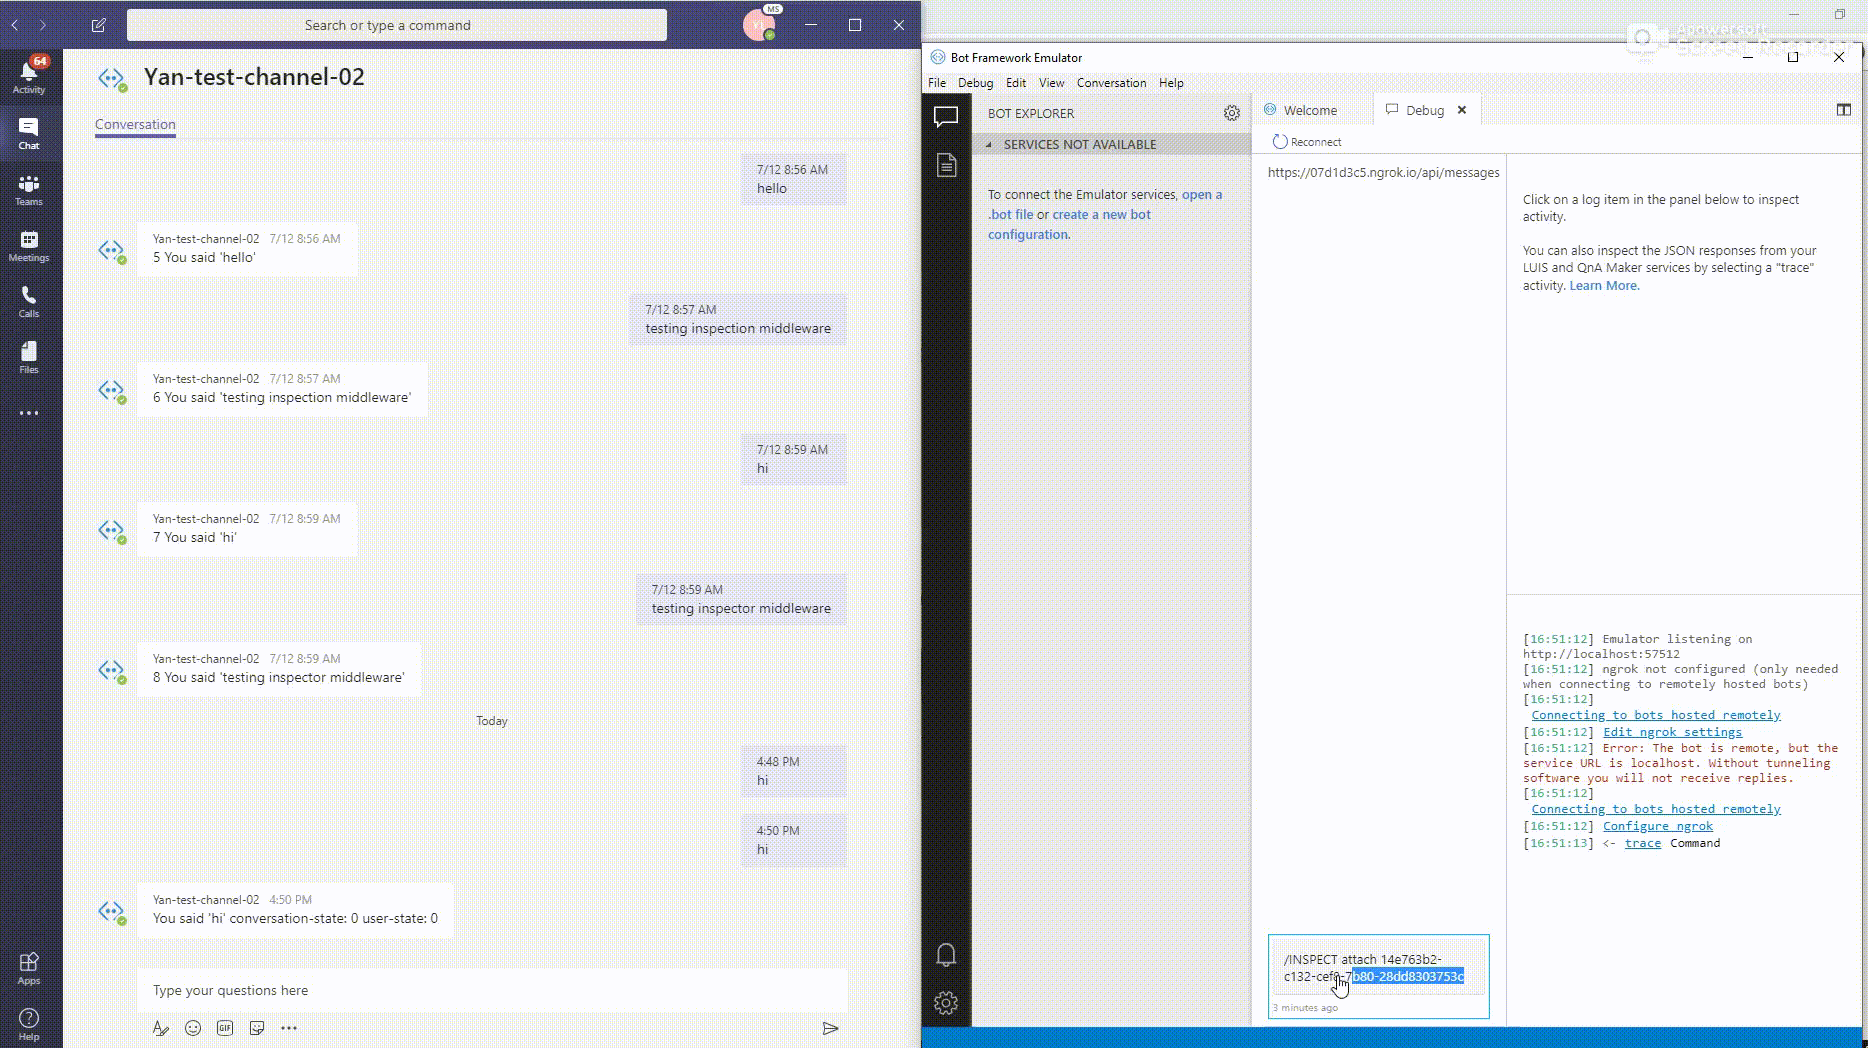 Search or type a command
MS
YL
64
Activity
Chat
Teams
Meetings
Calls
Files
Apps
Help
Yan-test-channel-02
Conversation
7/12 8:56 AM
hello
Yan-test-channel-02 7/12 8:56 AM
5 You said 'hello'
7/12 8:57 AM
testing inspection middleware
Yan-test-channel-02 7/12 8:57 AM
6 You said 'testing inspection middleware'
7/12 8:59 AM
hi
Yan-test-channel-02 7/12 8:59 AM
7 You said 'hi'
7/12 8:59 AM
testing inspector middleware
Yan-test-channel-02 7/12 8:59 AM
8 You said 'testing inspector middleware'
Today
4:48 PM
hi
4:50 PM
hi
Yan-test-channel-02 4:50 PM
You said 'hi' conversation-state: 0 user-state: 0
Type your questions here
GIF
Apowersoft
Screen Recorder
Bot Framework Emulator
File Debug Edit View Conversation Help
BOT EXPLORER
SERVICES NOT AVAILABLE
To connect the Emulator services, open a
.bot file or create a new bot
configuration.
Welcome
Debug
Reconnect
https://07d1d3c5.ngrok.io/api/messages
/INSPECT attach 14e763b2-
c132-cef8-7b80-28dd8303753c
3 minutes ago
Click on a log item in the panel below to inspect
activity.
You can also inspect the JSON responses from your
LUIS and QnA Maker services by selecting a "trace"
activity. Learn More.
[16:51:12] Emulator listening on
http://localhost:57512
[16:51:12] ngrok not configured (only needed
when connecting to remotely hosted bots)
[16:51:12]
Connecting to bots hosted remotely
[16:51:12] Edit ngrok settings
[16:51:12] Error: The bot is remote, but the
service URL is localhost. Without tunneling
software you will not receive replies.
[16:51:12]
Connecting to bots hosted remotely
[16:51:12] Configure ngrok
[16:51:13] <- trace Command